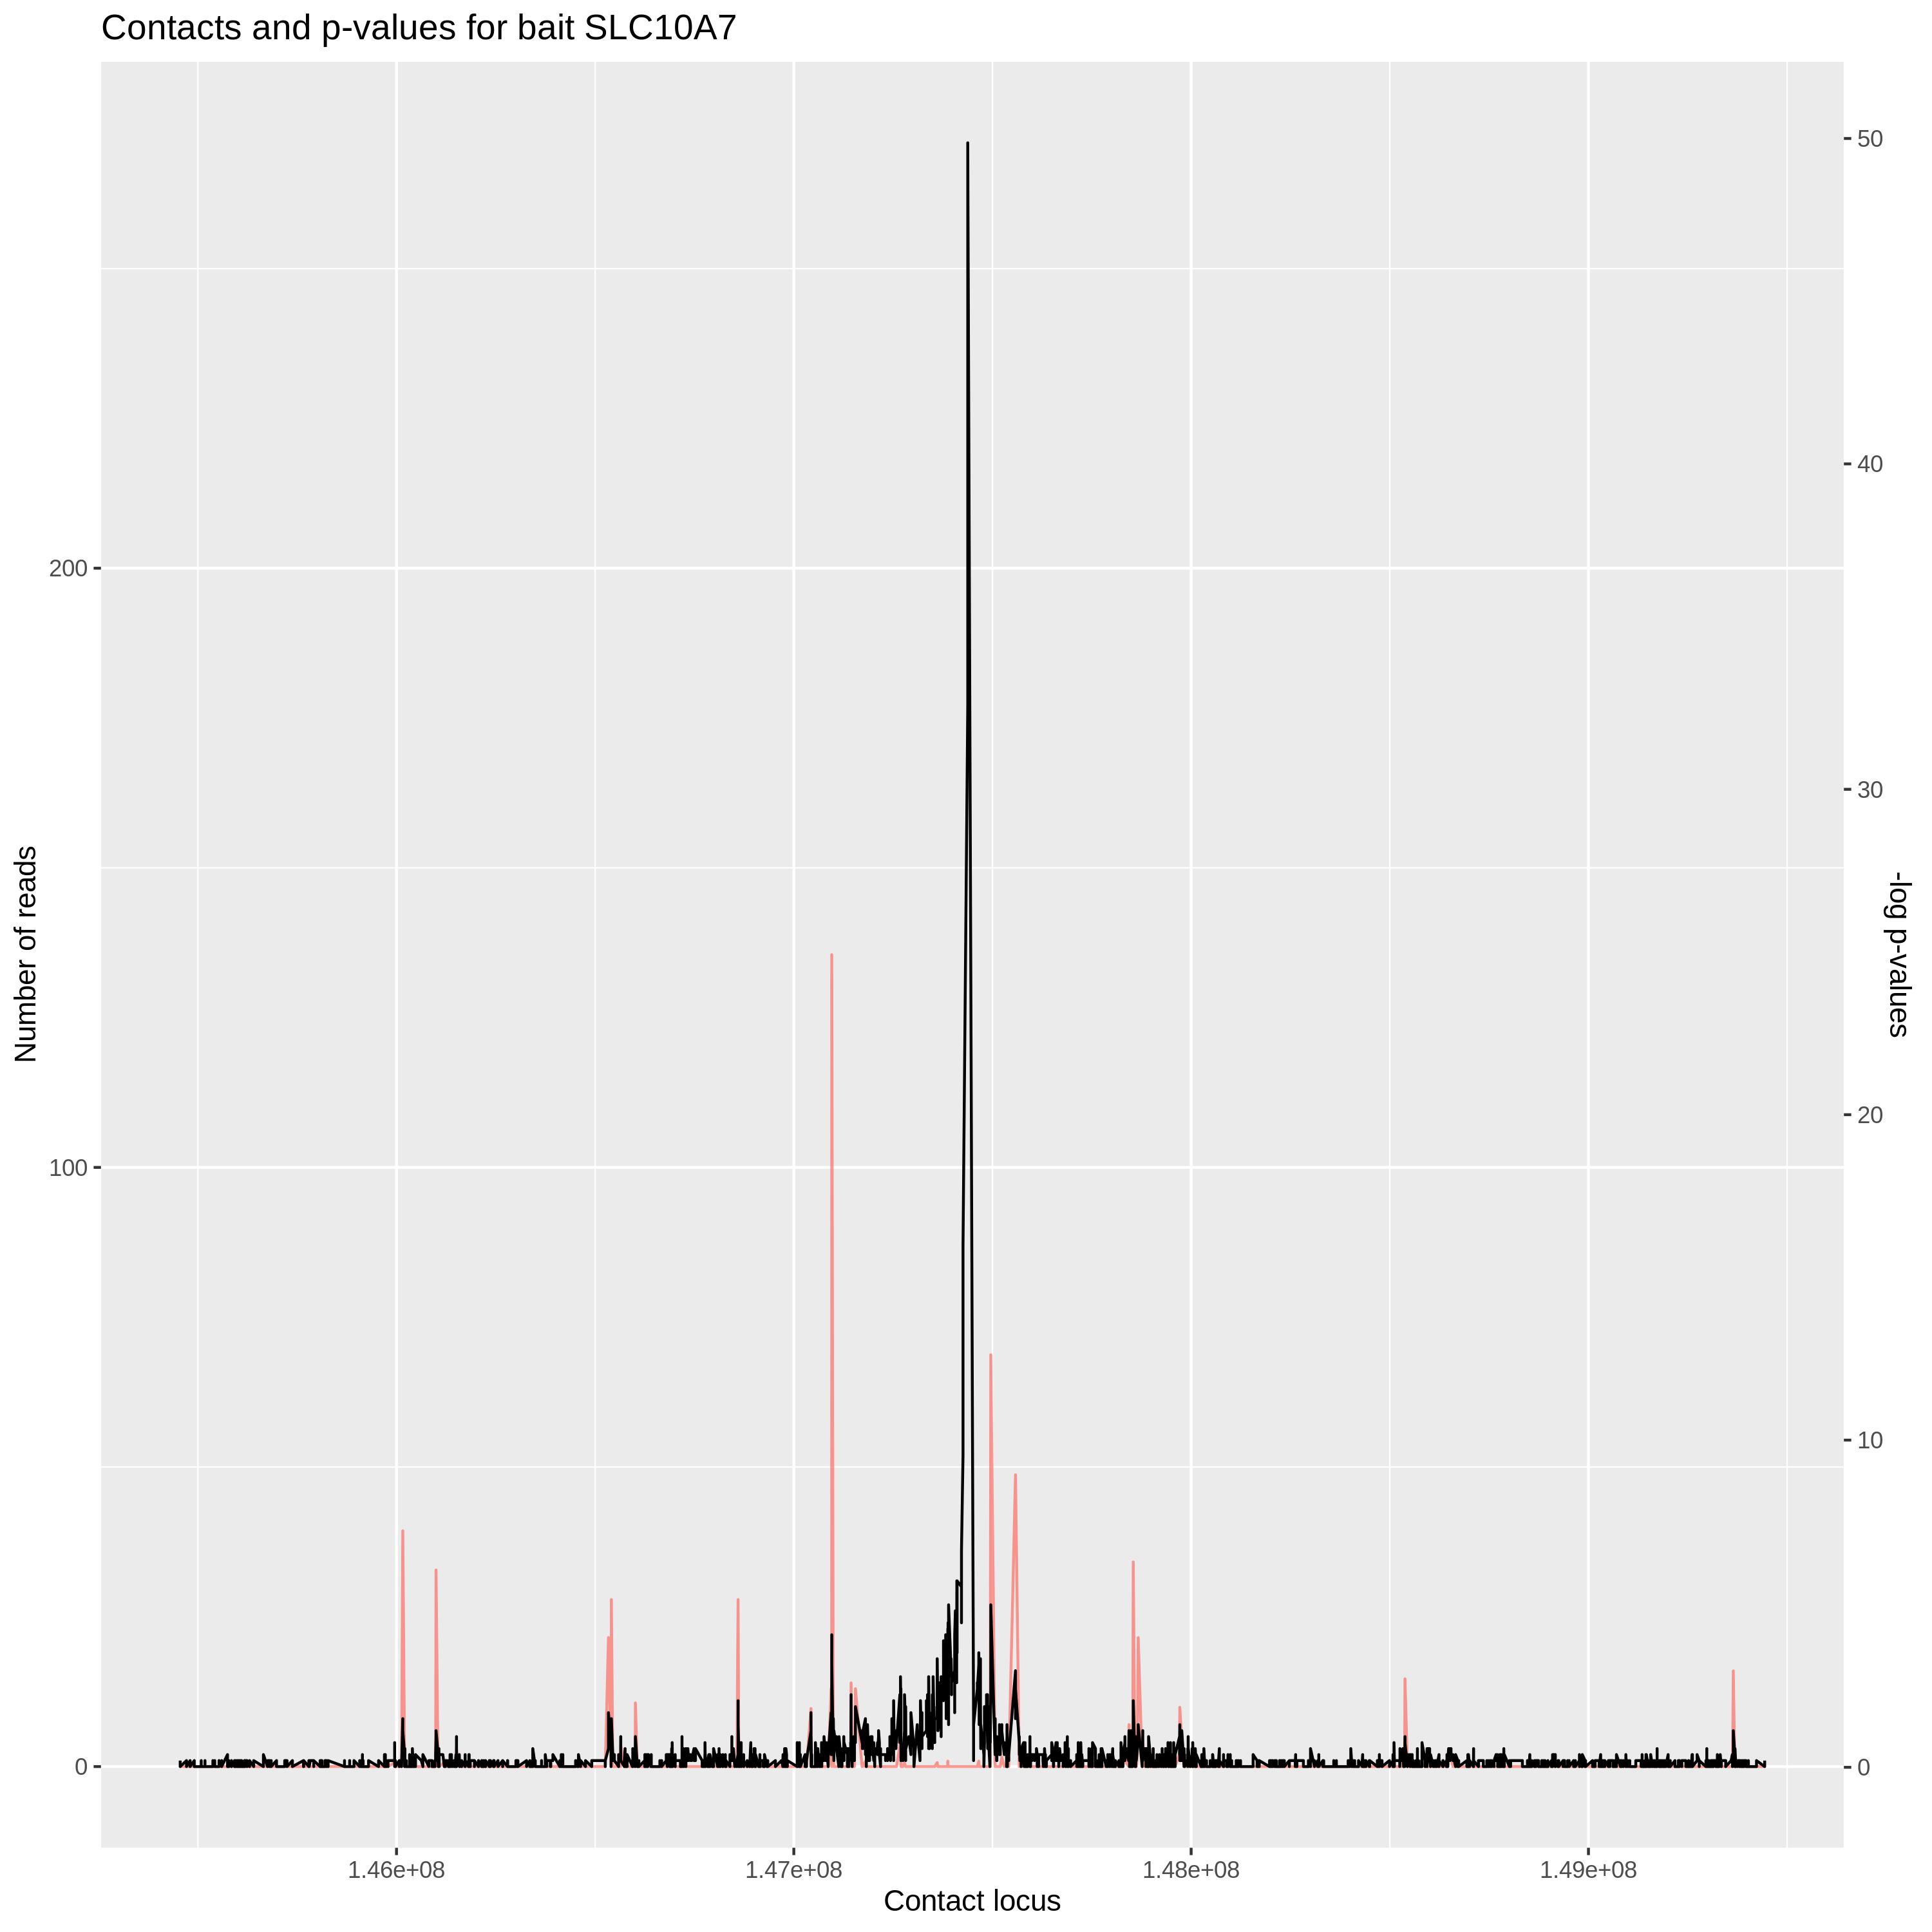 Contacts and p-values for bait SLC10A7
Number of reads
200
100
0
50
40
30
20
10
0
-log p-values
1.46e+08
1.47e+08
1.48e+08
1.49e+08
Contact locus